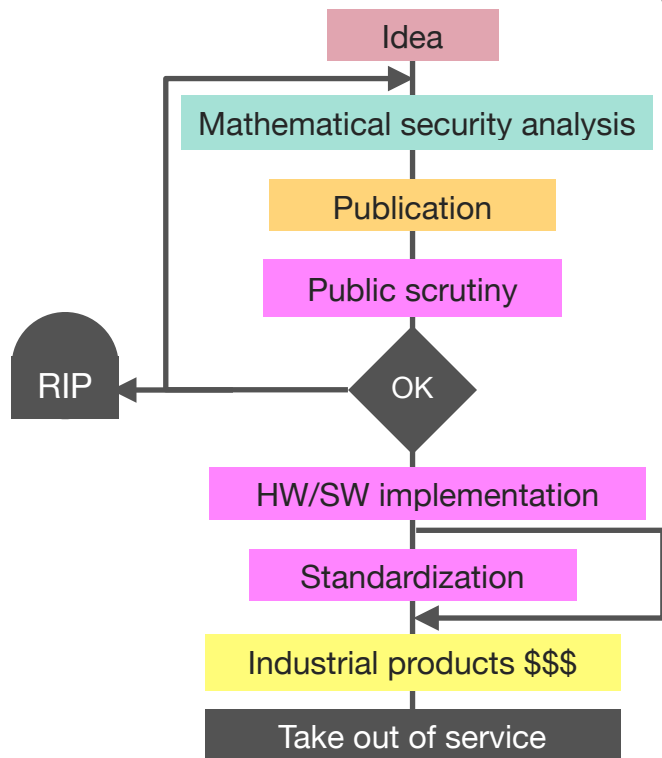 Idea
Mathematical security analysis
Publication
Public scrutiny
RIP
OK
HW/SW implementation
Standardization
Industrial products $$$
Take out of service